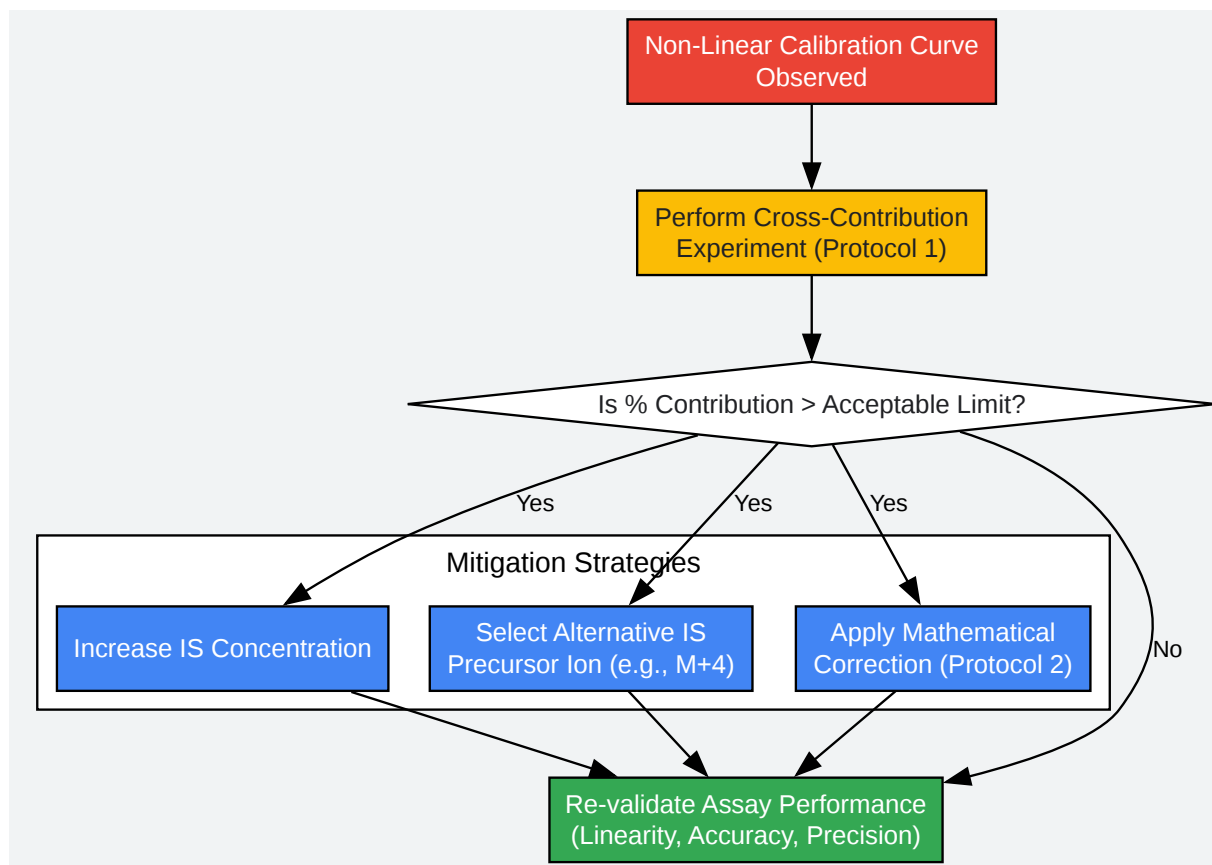 Non-Linear Calibration Curve
Observed
Perform Cross-Contribution
Experiment (Protocol 1)
Is % Contribution > Acceptable Limit?
Yes
Yes
Yes
No
Mitigation Strategies
Increase IS Concentration
Select Alternative IS
Precursor Ion (e.g., M+4)
Apply Mathematical
Correction (Protocol 2)
Re-validate Assay Performance
(Linearity, Accuracy, Precision)